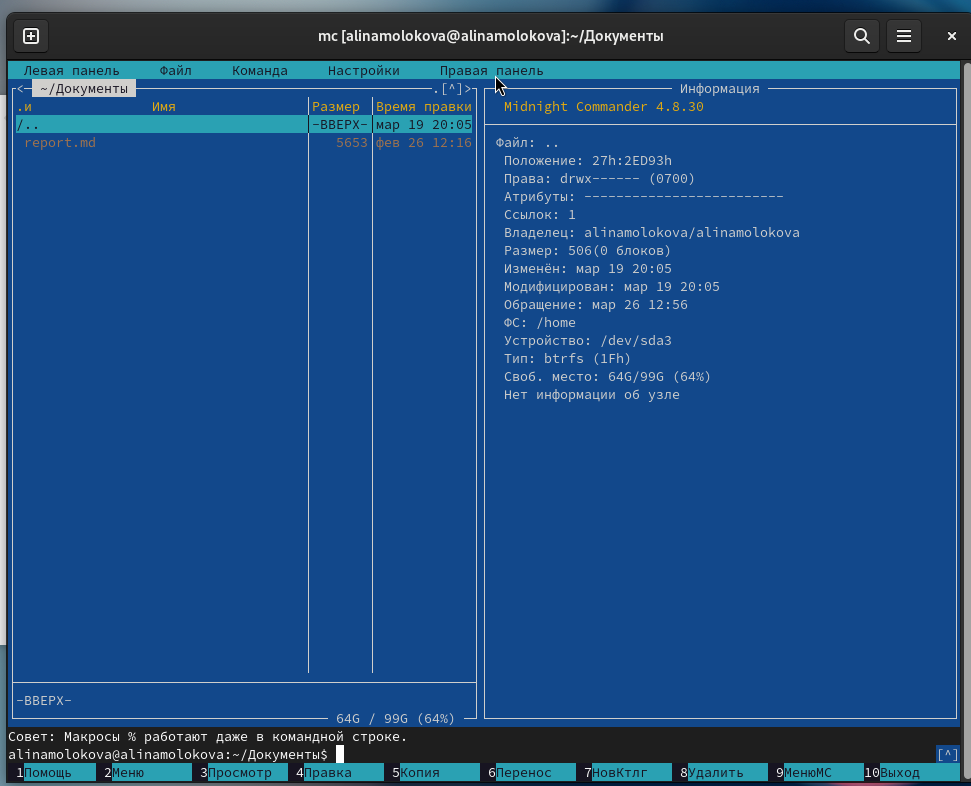 mc [alinamolokova@alinamolokova]:~/Документы
Левая панель Файл Команда Настройки Правая панель
<─ ~/Документы .[^]>
Информация
.и Имя Размер Время правки
Midnight Commander 4.8.30
/.. -ВВЕРХ- мар 19 20:05
report.md 5653 фев 26 12:16
Файл: ..
Положение: 27h:2ED93h
Права: drwx------ (0700)
Атрибуты: -------------------------
Ссылок: 1
Владелец: alinamolokova/alinamolokova
Размер: 506(0 блоков)
Изменён: мар 19 20:05
Модифицирован: мар 19 20:05
Обращение: мар 26 12:56
ФС: /home
Устройство: /dev/sda3
Тип: btrfs (1Fh)
Своб. место: 64G/99G (64%)
Нет информации об узле
-ВВЕРХ-
64G / 99G (64%)
Совет: Макросы % работают даже в командной строке.
alinamolokova@alinamolokova:~/Документы$ [^]
1Помощь 2Меню 3Просмотр 4Правка 5Копия 6Перенос 7НовКтлг 8Удалить 9МенюMC 10Выход